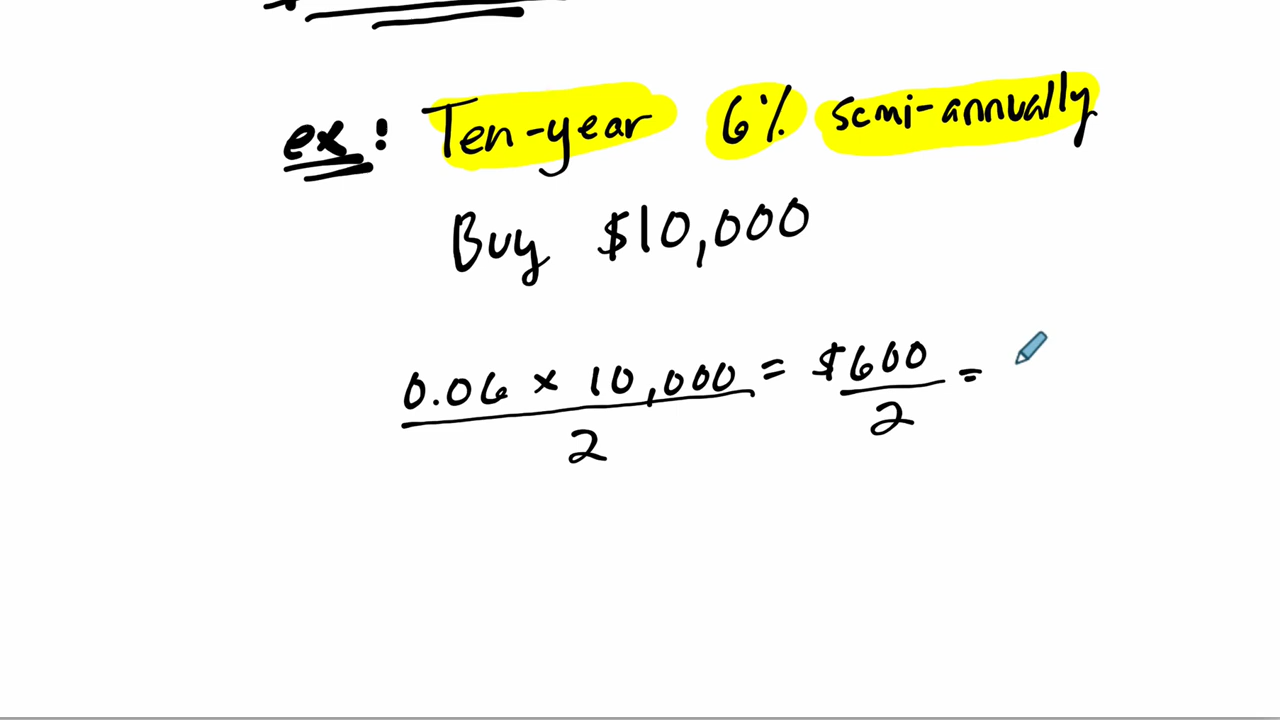 ex: Ten-year 6% semi-annually
Buy $10,000
0.06 × 10,000 = $600 =
2 2